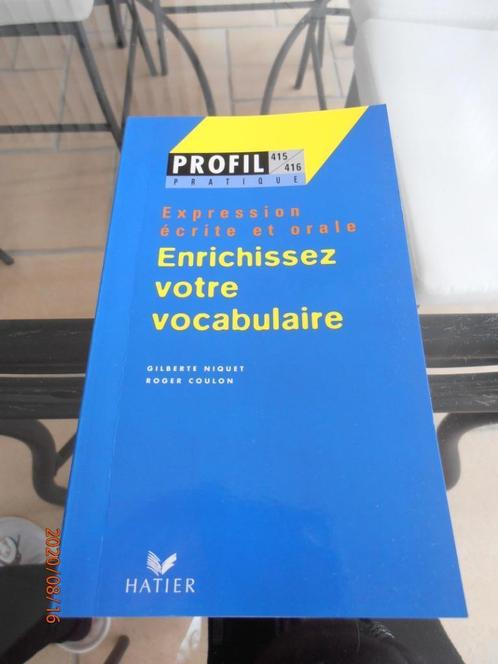 PROFIL 415/416
PRATIQUE
Expression
écrite et orale
Enrichissez
votre
vocabulaire
GILBERTE NIQUET
ROGER COULON
HATIER
2020/08/16